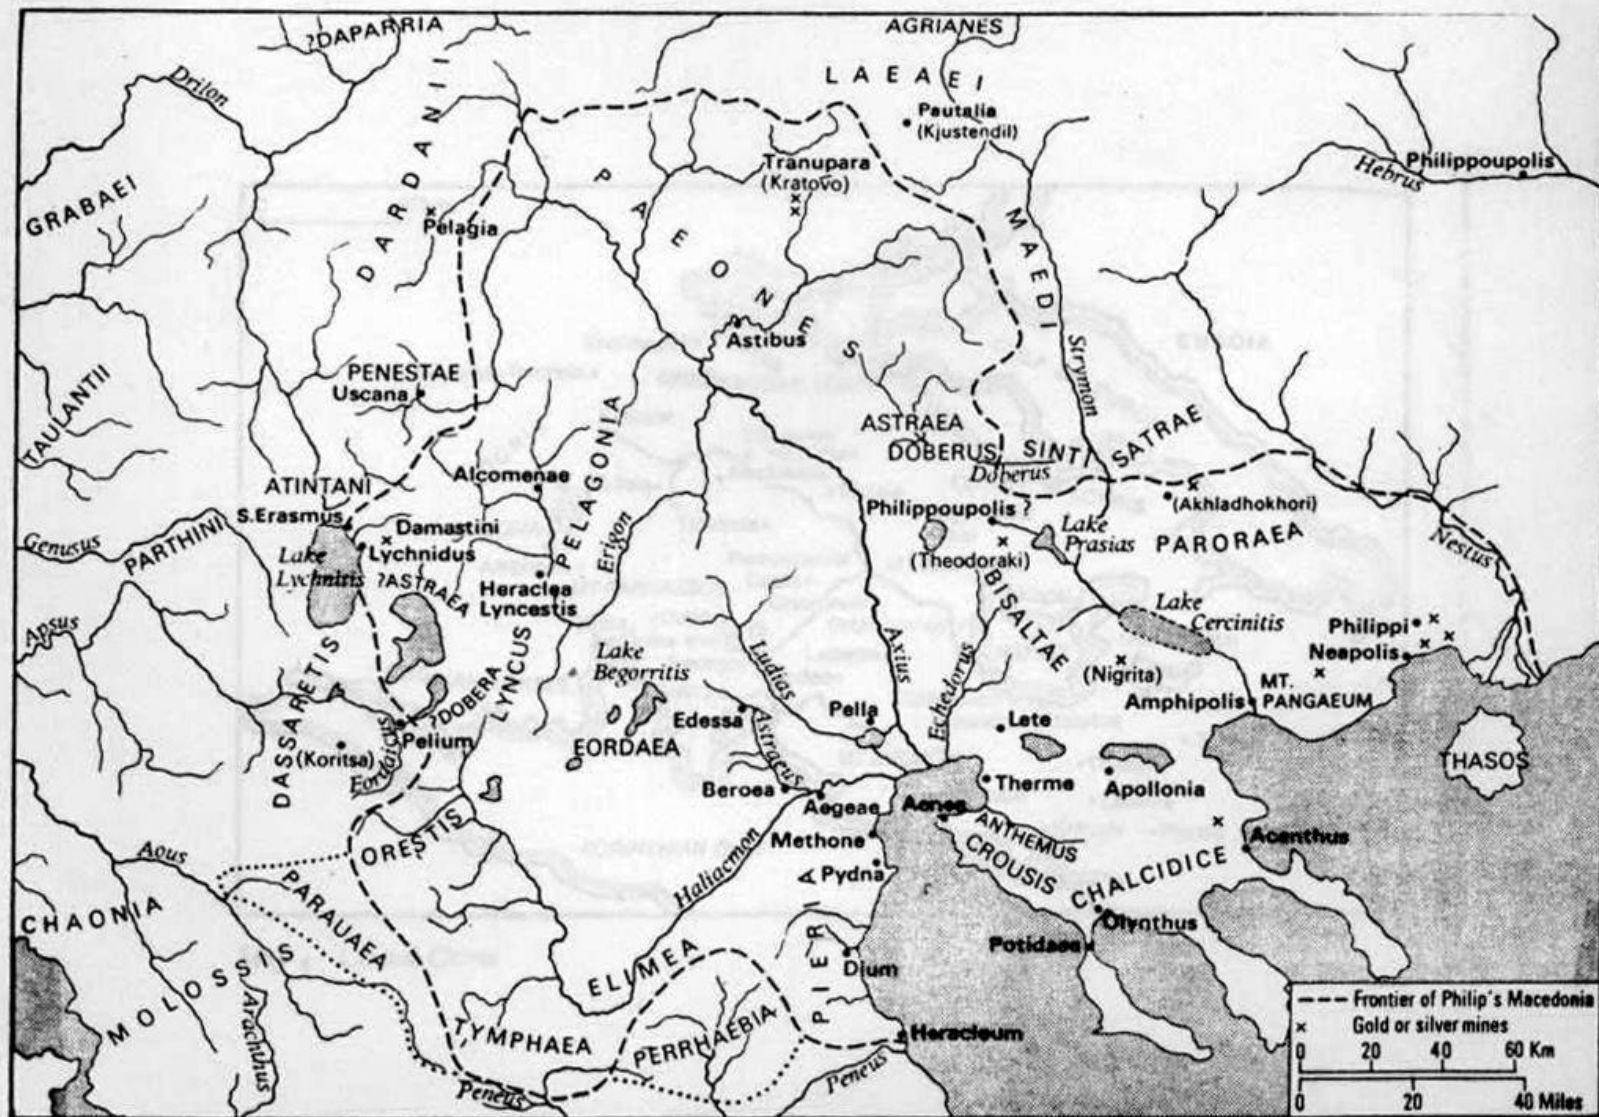 ?DAPARRIA
AGRIANES
Drilon
DARDANII
LAEAEI
Pautalia
(Kjustendil)
GRABAEI
Tranupara
(Kratovo)
Philippoupolis
Hebrus
PAEONES
MAEDI
Pelagia
Astibus
Strymon
TAULANTII
PENESTAE
Uscana
PELAGONIA
ASTRAEA
DOBERUS
SINTI
SATRAE
Doberus
Alcomenae
ATINTANI
S.Erasmus
Damastini
Lychnidus
Lake
Lychnitis
?ASTRAEA
Erigon
Philippoupolis ?
(Theodoraki)
Lake
Prasias
(Akhladhokhori)
PARORAEA
Nestus
Genusus
PARTHINI
Heraclea
Lyncestis
BISALTAE
Apsus
DASSARETIS
LYNCUS
Lake
Begorritis
Ludias
Axius
Echedorus
Lake
Cercinitis
Philippi
Neapolis
(Nigrita)
MT.
PANGAEUM
Amphipolis
?DOBERA
Pelium
(Koritsa)
Eordaicus
EORDAEA
Edessa
Astraeus
Pella
Lete
THASOS
Beroea
Aegeae
Aenea
Therme
Apollonia
Methone
ANTHEMUS
CROUSIS
Acanthus
Aous
ORESTIS
Haliacmon
Pydna
PIERIA
CHALCIDICE
Olynthus
Potidaea
CHAONIA
PARAUAEA
MOLOSSIS
Arachthus
ELIMEA
Dium
TYMPHAEA
PERRHAEBIA
Heracleum
Peneus
Peneus
Frontier of Philip's Macedonia
x Gold or silver mines
0 20 40 60 Km
0 20 40 Miles